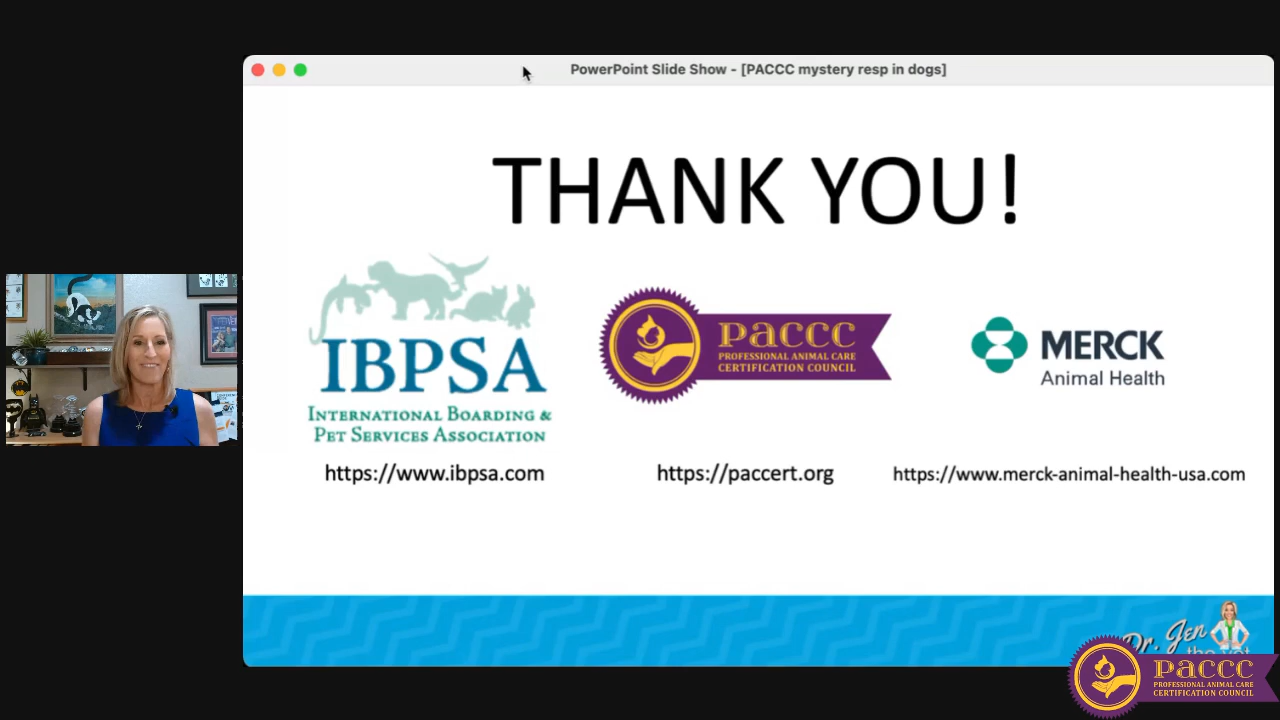 PowerPoint Slide Show - [PACCC mystery resp in dogs]
THANK YOU!
IBPSA
INTERNATIONAL BOARDING &
PET SERVICES ASSOCIATION
https://www.ibpsa.com
PACCC
PROFESSIONAL ANIMAL CARE
CERTIFICATION COUNCIL
https://paccert.org
MERCK
Animal Health
https://www.merck-animal-health-usa.com
Dr. Jen
the vet
PACCC
PROFESSIONAL ANIMAL CARE
CERTIFICATION COUNCIL